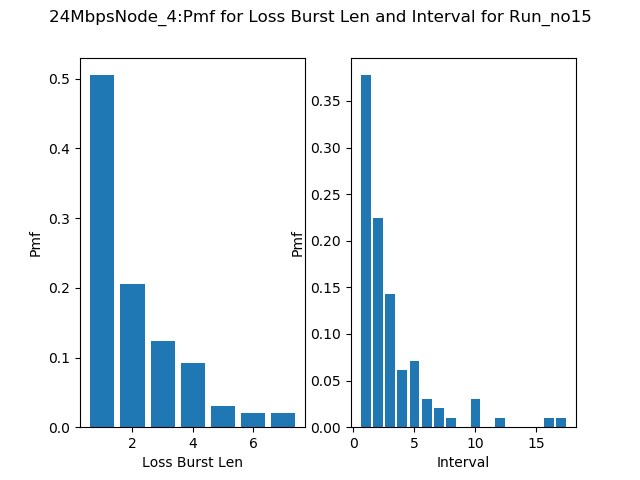 24MbpsNode_4:Pmf for Loss Burst Len and Interval for Run_no15
Pmf
0.5
0.4
0.3
0.2
0.1
0.0
2 4 6
Loss Burst Len
Pmf
0.35
0.30
0.25
0.20
0.15
0.10
0.05
0.00
0 5 10 15
Interval